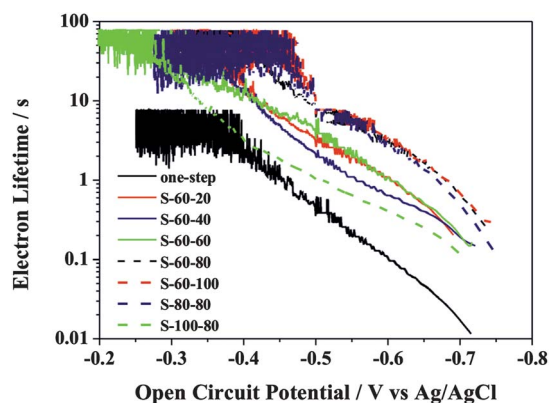 100
10
1
0.1
0.01
Electron Lifetime / s
one-step
S-60-20
S-60-40
S-60-60
S-60-80
S-60-100
S-80-80
S-100-80
-0.2 -0.3 -0.4 -0.5 -0.6 -0.7 -0.8
Open Circuit Potential / V vs Ag/AgCl